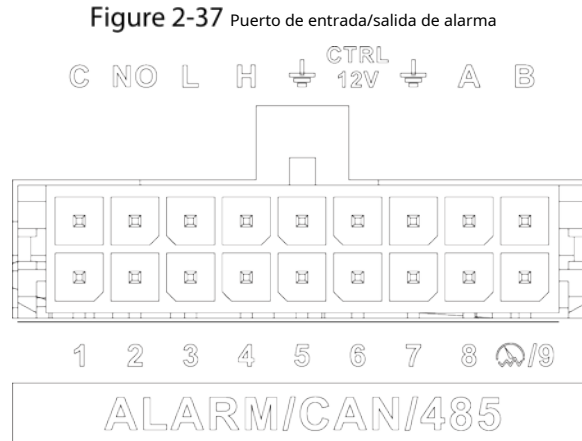 Figure 2-37 Puerto de entrada/salida de alarma
CTRL
C NO L H 12V A B
1 2 3 4 5 6 7 8 /9
ALARM/CAN/485